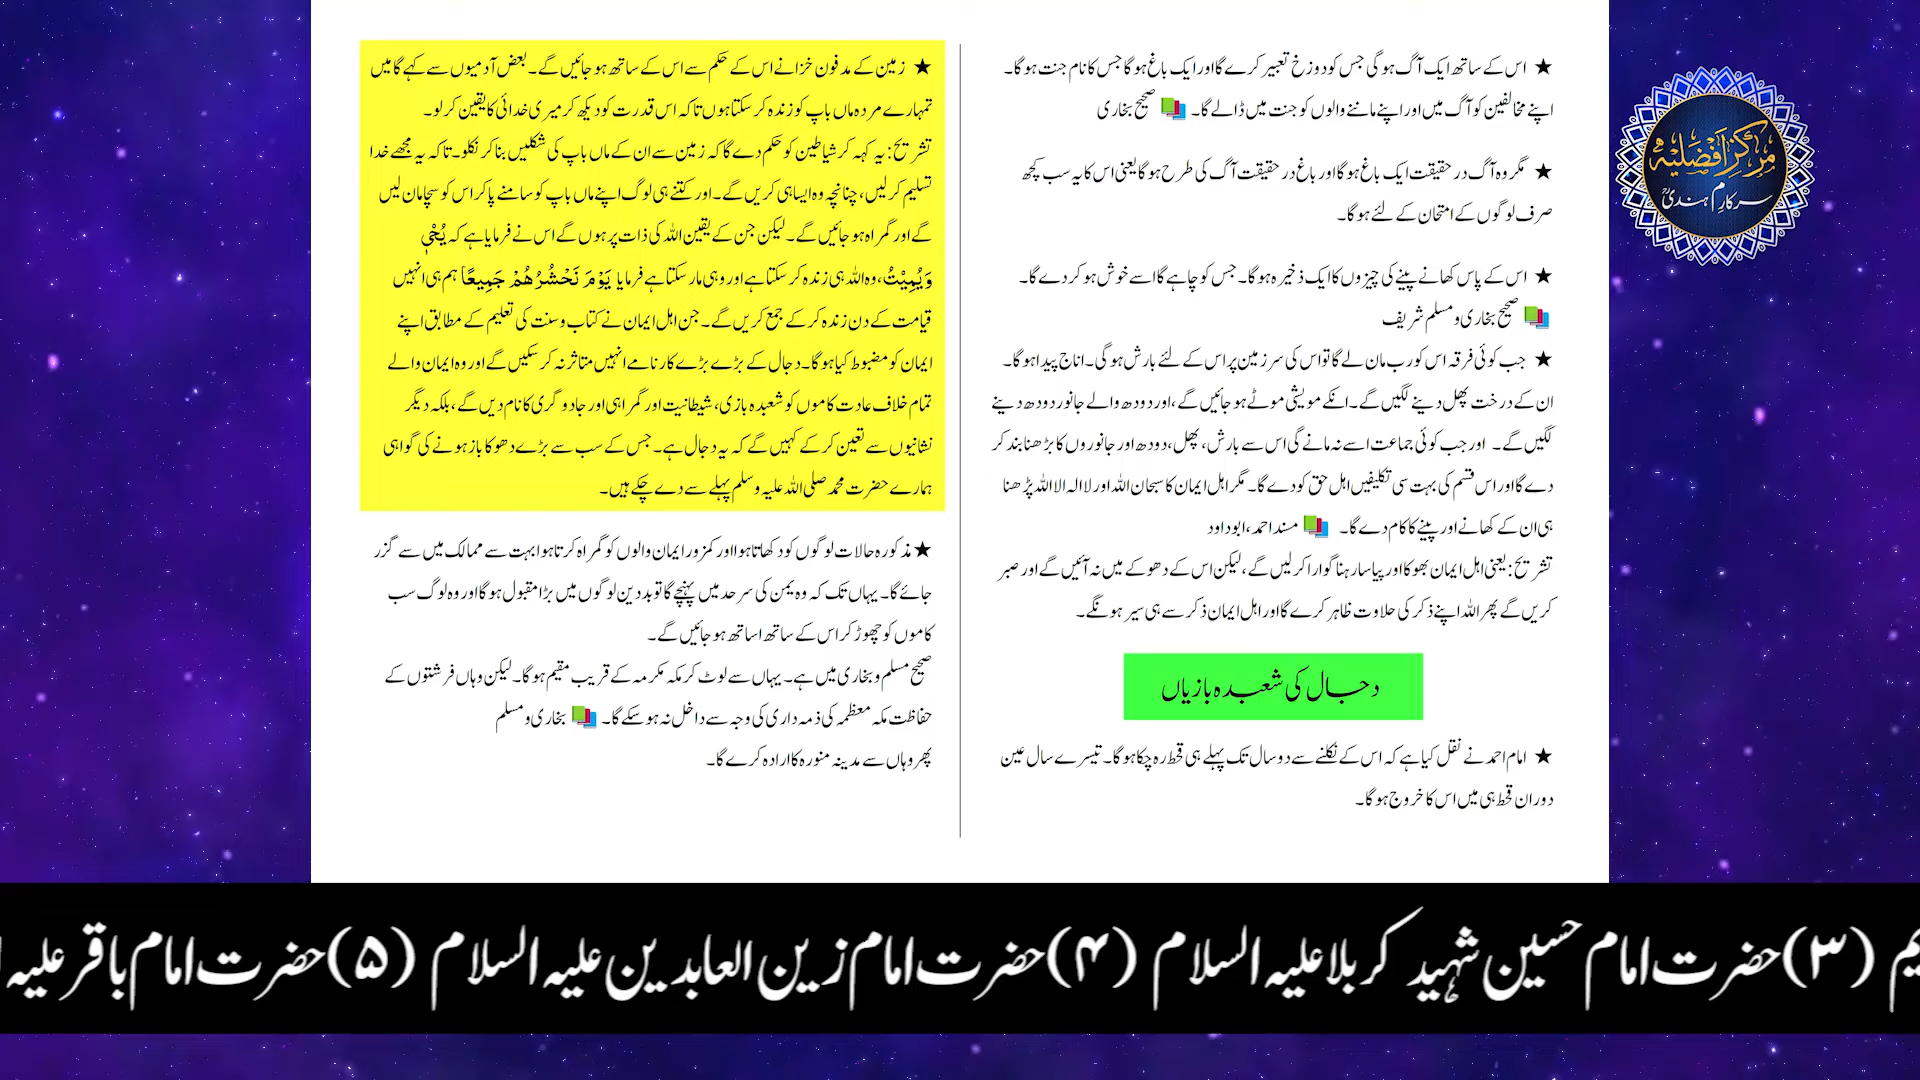 ★ اس کے ساتھ ایک آگ ہوگی جس کو دوزخ تعبیر کرے گا اور ایک باغ ہوگا جس کا نام جنت ہوگا۔
اپنے مخالفین کو آگ میں اور اپنے ماننے والوں کو جنت میں ڈالے گا۔ صحیح بخاری
★ مگر وہ آگ در حقیقت ایک باغ ہوگا اور باغ در حقیقت آگ کی طرح ہوگا یعنی اس کا یہ سب کچھ
صرف لوگوں کے امتحان کے لئے ہوگا۔
★ اس کے پاس کھانے پینے کی چیزوں کا ایک ذخیرہ ہوگا۔ جس کو چاہے گا اسے خوش ہو کر دے گا۔
صحیح بخاری و مسلم شریف
★ جب کوئی فرقہ اس کو رب مان لے گا تو اس کی سرزمین پر اس کے لئے بارش ہوگی۔ اناج پیدا ہوگا۔
ان کے درخت پھل دینے لگیں گے۔ انکے مویشی موٹے ہو جائیں گے، اور دودھ والے جانور دودھ دینے
لگیں گے۔ اور جب کوئی جماعت اسے نہ مانے گی اس سے بارش، پھل، دودھ اور جانوروں کا بڑھنا بند کر
دے گا اور اس قسم کی بہت سی تکلیفیں اہل حق کو دے گا۔ مگر اہل ایمان کا سبحان اللہ اور لا الہ الا اللہ پڑھنا
ہی ان کے کھانے اور پینے کا کام دے گا۔ مسند احمد، ابو داود
تشریح: یعنی اہل ایمان بھوکا اور پیاسا رہنا گوارا کر لیں گے، لیکن اس کے دھوکے میں نہ آئیں گے اور صبر
کریں گے پھر اللہ اپنے ذکر کی حلاوت ظاہر کرے گا اور اہل ایمان ذکر سے ہی سیر ہونگے۔
دجال کی شعبدہ بازیاں
★ امام احمد نے نقل کیا ہے کہ اس کے نکلنے سے دو سال تک پہلے ہی قحط رہ چکا ہوگا۔ تیسرے سال عین
دوران قحط ہی میں اس کا خروج ہوگا۔
★ زمین کے مدفون خزانے اس کے حکم سے اس کے ساتھ ہو جائیں گے۔ بعض آدمیوں سے کہے گا میں
تمہارے مردہ ماں باپ کو زندہ کر سکتا ہوں تا کہ اس قدرت کو دیکھ کر میری خدائی کا یقین کر لو۔
تشریح: یہ کہہ کر شیاطین کو حکم دے گا کہ زمین سے ان کے ماں باپ کی شکلیں بنا کر نکلو۔ تا کہ یہ مجھے خدا
تسلیم کر لیں، چنانچہ وہ ایسا ہی کریں گے۔ اور کتنے ہی لوگ اپنے ماں باپ کو سامنے پا کر اس کو سچا مان لیں
گے اور گمراہ ہو جائیں گے۔ لیکن جن کے یقین اللہ کی ذات پر ہوں گے اس نے فرمایا ہے کہ یُحْیٖ
وَیُمِیْتُ، وہ اللہ ہی زندہ کر سکتا ہے اور وہی مار سکتا ہے فرمایا یَوْمَ نَحْشُرُهُمْ جَمِیعًا ہم ہی انہیں
قیامت کے دن زندہ کر کے جمع کریں گے۔ جن اہل ایمان نے کتاب و سنت کی تعلیم کے مطابق اپنے
ایمان کو مضبوط کیا ہوگا۔ دجال کے بڑے بڑے کارنامے انہیں متاثر نہ کر سکیں گے اور وہ ایمان والے
تمام خلاف عادت کاموں کو شعبدہ بازی، شیطانیت اور گمراہی اور جادوگری کا نام دیں گے، بلکہ دیگر
نشانیوں سے تعین کر کے کہیں گے کہ یہ دجال ہے۔ جس کے سب سے بڑے دھوکا باز ہونے کی گواہی
ہمارے حضرت محمد صلی اللہ علیہ وسلم پہلے سے دے چکے ہیں۔
★ مذکورہ حالات لوگوں کو دکھاتا ہوا اور کمزور ایمان والوں کو گمراہ کرتا ہوا بہت سے ممالک میں سے گزر
جائے گا۔ یہاں تک کہ وہ یمن کی سرحد میں پہنچے گا تو بد دین لوگوں میں بڑا مقبول ہوگا اور وہ لوگ سب
کاموں کو چھوڑ کر اس کے ساتھ اساتھ ہو جائیں گے۔
صحیح مسلم و بخاری میں ہے۔ یہاں سے لوٹ کر مکہ مکرمہ کے قریب مقیم ہوگا۔ لیکن وہاں فرشتوں کے
حفاظت مکہ معظمہ کی ذمہ داری کی وجہ سے داخل نہ ہو سکے گا۔ بخاری و مسلم
پھر وہاں سے مدینہ منورہ کا ارادہ کرے گا۔
مرکز افضلیہ
سرکارِم ھندیؒ
یم (۳) حضرت امام حسین شہید کربلا علیہ السلام (۴) حضرت امام زین العابدین علیہ السلام (۵) حضرت امام باقر علیہ ا